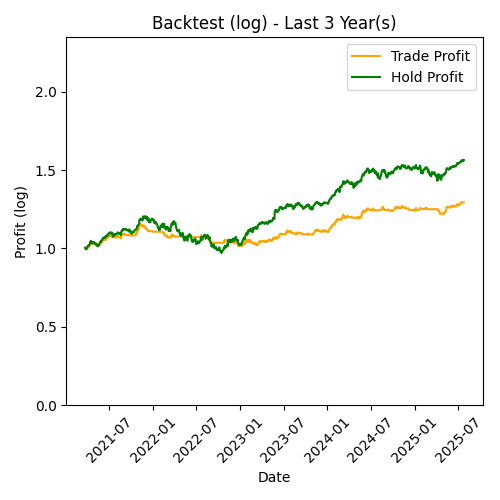 Backtest (log) - Last 3 Year(s)
Trade Profit
Hold Profit
Profit (log)
2.0
1.5
1.0
0.5
0.0
2021-07
2022-01
2022-07
2023-01
2023-07
2024-01
2024-07
2025-01
2025-07
Date